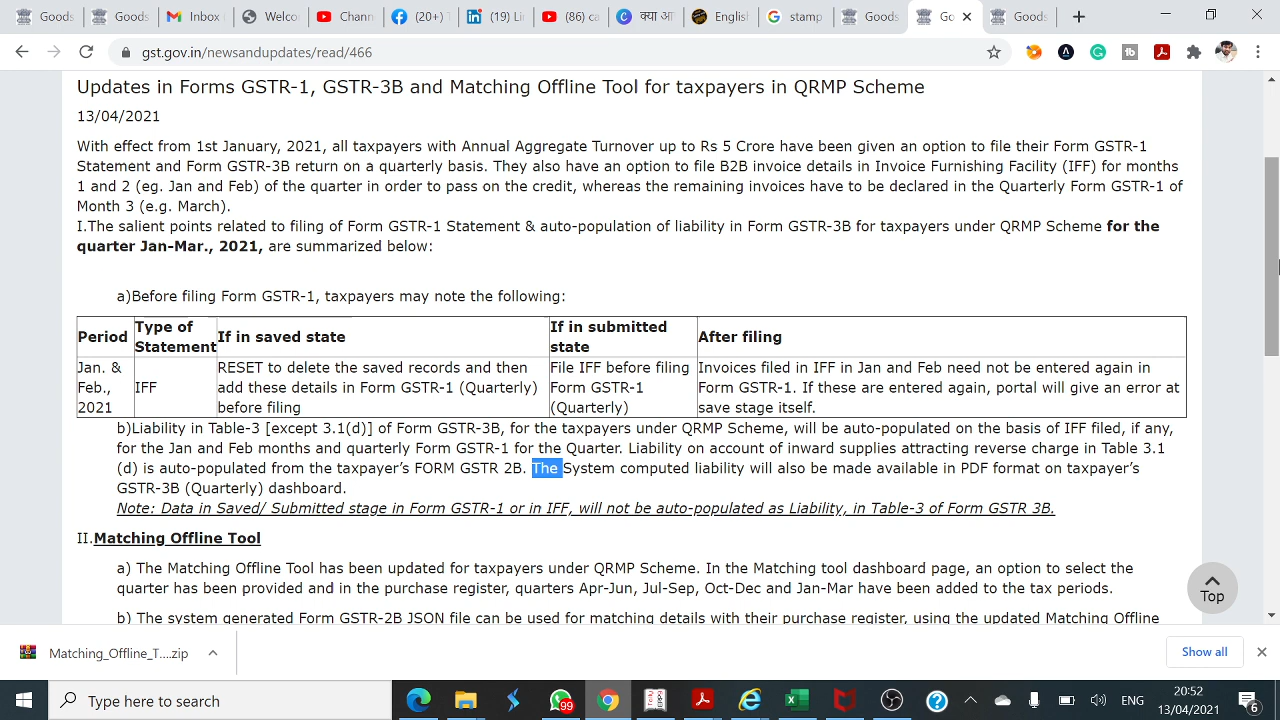 Goods
Goods
Inbox
Welco
Chann
(20+)
(19) Li
(86) ca
क्या आ
English
stamp
Goods
Go
Goods
gst.gov.in/newsandupdates/read/466
Updates in Forms GSTR-1, GSTR-3B and Matching Offline Tool for taxpayers in QRMP Scheme
13/04/2021
With effect from 1st January, 2021, all taxpayers with Annual Aggregate Turnover up to Rs 5 Crore have been given an option to file their Form GSTR-1
Statement and Form GSTR-3B return on a quarterly basis. They also have an option to file B2B invoice details in Invoice Furnishing Facility (IFF) for months
1 and 2 (eg. Jan and Feb) of the quarter in order to pass on the credit, whereas the remaining invoices have to be declared in the Quarterly Form GSTR-1 of
Month 3 (e.g. March).
I.The salient points related to filing of Form GSTR-1 Statement & auto-population of liability in Form GSTR-3B for taxpayers under QRMP Scheme for the
quarter Jan-Mar., 2021, are summarized below:
a)Before filing Form GSTR-1, taxpayers may note the following:
Period
Type of
Statement
If in saved state
If in submitted
state
After filing
Jan. &
Feb.,
2021
IFF
RESET to delete the saved records and then
add these details in Form GSTR-1 (Quarterly)
before filing
File IFF before filing
Form GSTR-1
(Quarterly)
Invoices filed in IFF in Jan and Feb need not be entered again in
Form GSTR-1. If these are entered again, portal will give an error at
save stage itself.
b)Liability in Table-3 [except 3.1(d)] of Form GSTR-3B, for the taxpayers under QRMP Scheme, will be auto-populated on the basis of IFF filed, if any,
for the Jan and Feb months and quarterly Form GSTR-1 for the Quarter. Liability on account of inward supplies attracting reverse charge in Table 3.1
(d) is auto-populated from the taxpayer's FORM GSTR 2B. The System computed liability will also be made available in PDF format on taxpayer's
GSTR-3B (Quarterly) dashboard.
Note: Data in Saved/ Submitted stage in Form GSTR-1 or in IFF, will not be auto-populated as Liability, in Table-3 of Form GSTR 3B.
II.Matching Offline Tool
a) The Matching Offline Tool has been updated for taxpayers under QRMP Scheme. In the Matching tool dashboard page, an option to select the
quarter has been provided and in the purchase register, quarters Apr-Jun, Jul-Sep, Oct-Dec and Jan-Mar have been added to the tax periods.
b) The system generated Form GSTR-2B JSON file can be used for matching details with their purchase register, using the updated Matching Offline
Top
Matching_Offline_T....zip
Show all
Type here to search
99
ENG
20:52
13/04/2021
6